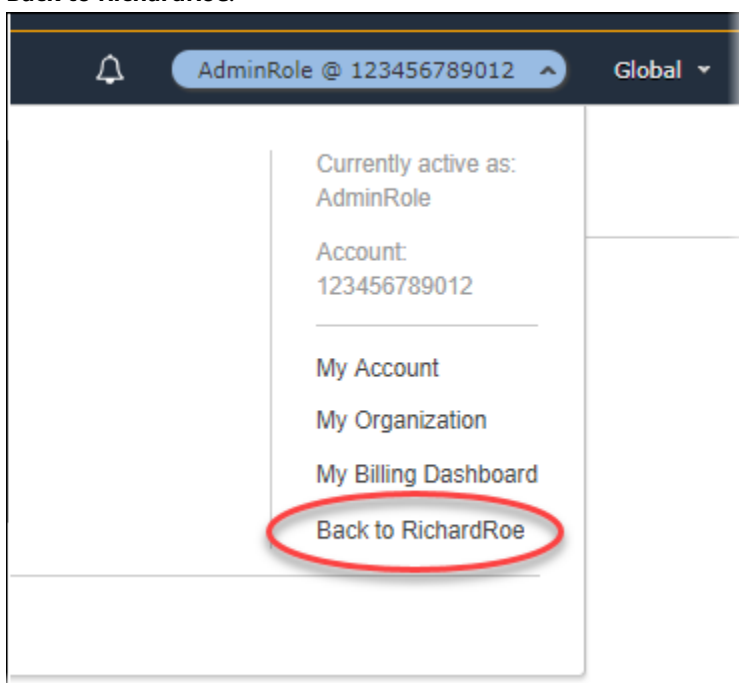 AdminRole @ 123456789012
Global
Currently active as:
AdminRole
Account:
123456789012
My Account
My Organization
My Billing Dashboard
Back to RichardRoe